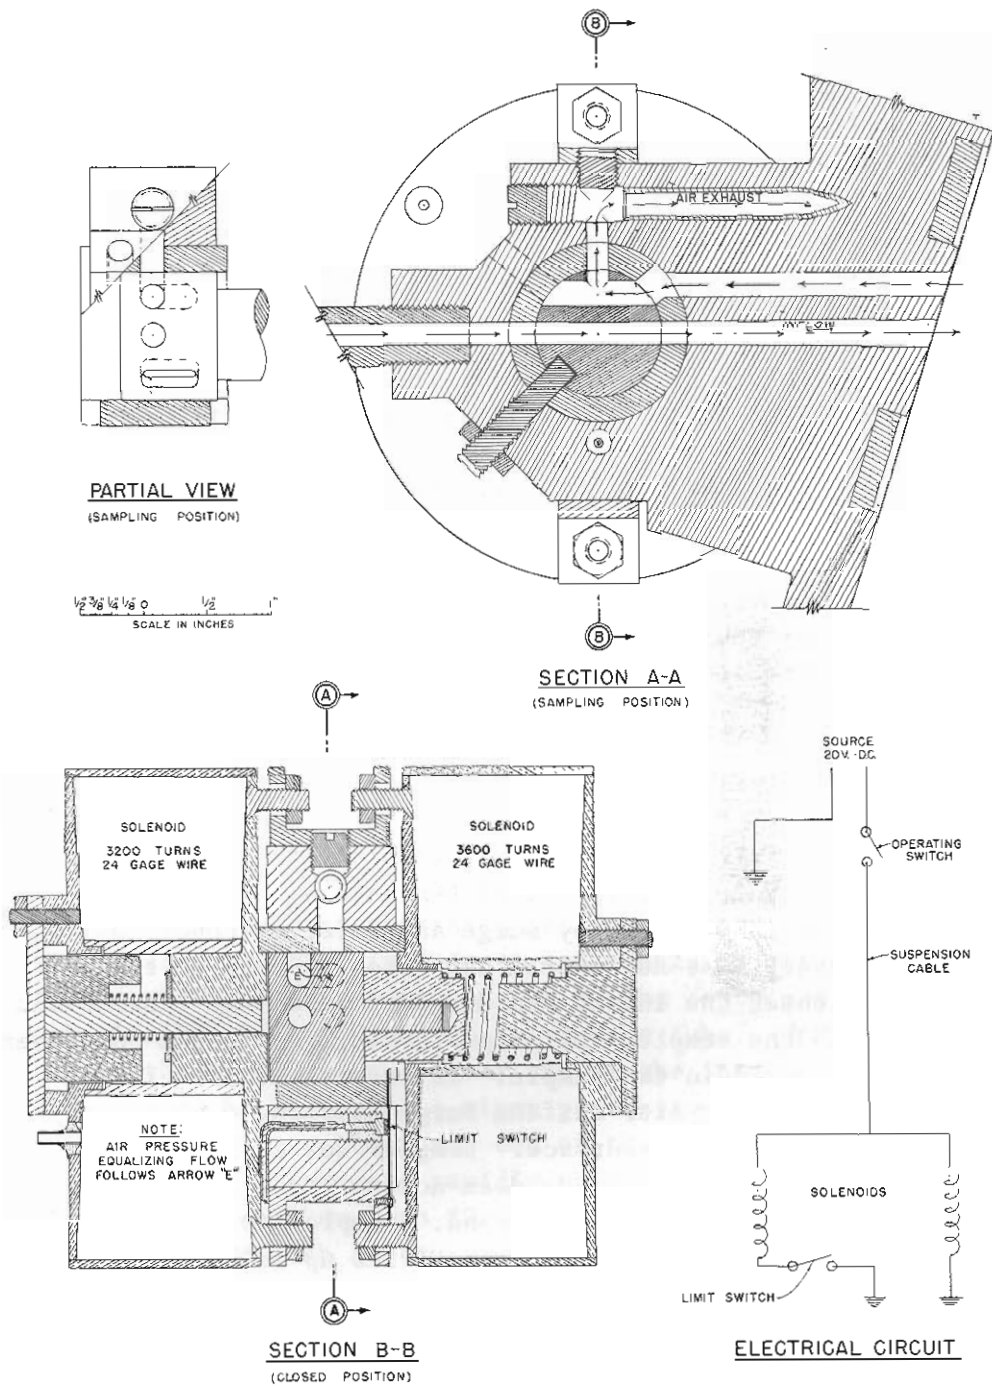 B
AIR EXHAUST
INFLOW
PARTIAL VIEW
(SAMPLING POSITION)
1/2" 3/8" 1/4" 1/8" 0 1/2" 1"
SCALE IN INCHES
B
SECTION A-A
(SAMPLING POSITION)
A
SOLENOID
3200 TURNS
24 GAGE WIRE
SOLENOID
3600 TURNS
24 GAGE WIRE
E
NOTE:
AIR PRESSURE
EQUALIZING FLOW
FOLLOWS ARROW "E"
LIMIT SWITCH
A
SECTION B-B
(CLOSED POSITION)
SOURCE
20V.-D.C.
OPERATING
SWITCH
SUSPENSION
CABLE
SOLENOIDS
LIMIT SWITCH
ELECTRICAL CIRCUIT